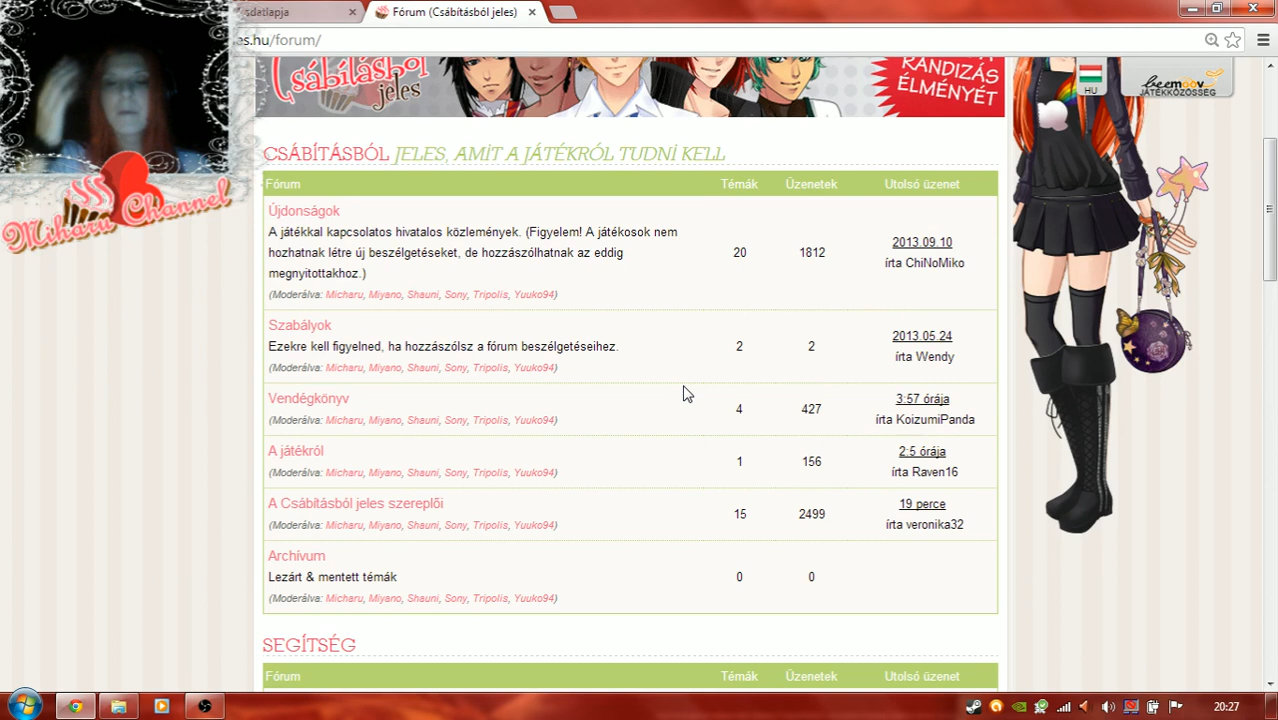 sdatlapja
Fórum (Csábításból jeles)
es.hu/forum/
Csábításból
jeles
KANDIZÁS
ÉLMÉNYÉT
HU
beemoov
JÁTÉKKÖZÖSSÉG
Miharu Channel
CSÁBÍTÁSBÓL JELES, AMIT A JÁTÉKRÓL TUDNI KELL
Fórum Témák Üzenetek Utolsó üzenet
Újdonságok
A játékkal kapcsolatos hivatalos közlemények. (Figyelem! A játékosok nem
hozhatnak létre új beszélgetéseket, de hozzászólhatnak az eddig
megnyitottakhoz.)
(Moderálva: Micharu, Miyano, Shauni, Sony, Tripolis, Yuuko94)
20 1812 2013.09.10
írta ChiNoMiko
Szabályok
Ezekre kell figyelned, ha hozzászólsz a fórum beszélgetéseihez.
(Moderálva: Micharu, Miyano, Shauni, Sony, Tripolis, Yuuko94)
2 2 2013.05.24
írta Wendy
Vendégkönyv
(Moderálva: Micharu, Miyano, Shauni, Sony, Tripolis, Yuuko94)
4 427 3:57 órája
írta KoizumiPanda
A játékról
(Moderálva: Micharu, Miyano, Shauni, Sony, Tripolis, Yuuko94)
1 156 2:5 órája
írta Raven16
A Csábításból jeles szereplői
(Moderálva: Micharu, Miyano, Shauni, Sony, Tripolis, Yuuko94)
15 2499 19 perce
írta veronika32
Archívum
Lezárt & mentett témák
(Moderálva: Micharu, Miyano, Shauni, Sony, Tripolis, Yuuko94)
0 0
SEGÍTSÉG
Fórum Témák Üzenetek Utolsó üzenet
20:27